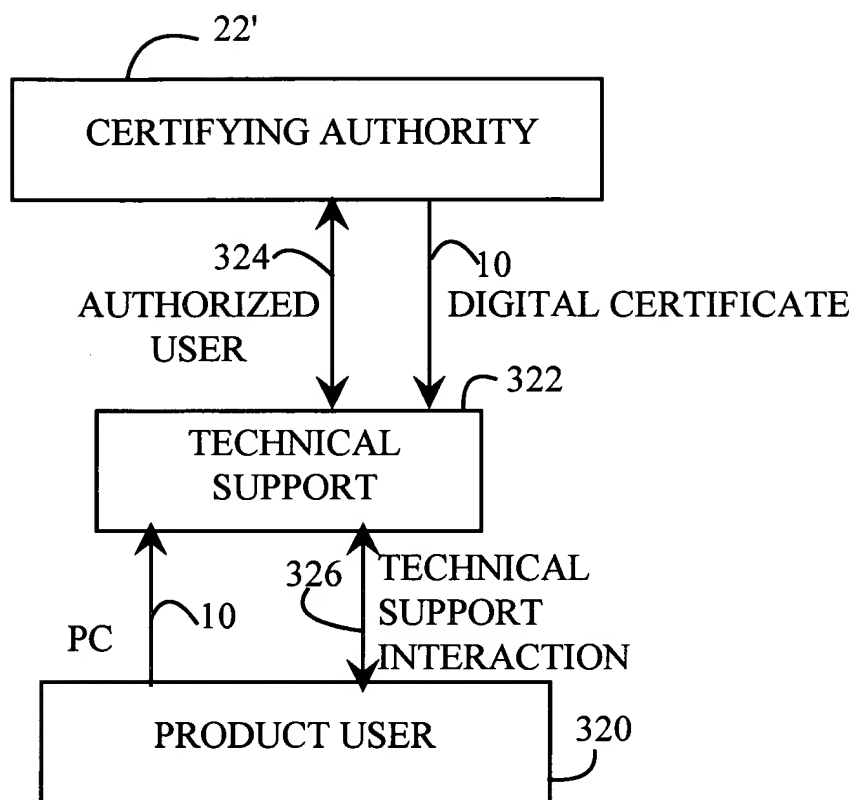 22'
CERTIFYING AUTHORITY
324
10
AUTHORIZED
USER
DIGITAL CERTIFICATE
322
TECHNICAL
SUPPORT
326
TECHNICAL
SUPPORT
INTERACTION
10
PC
PRODUCT USER
320